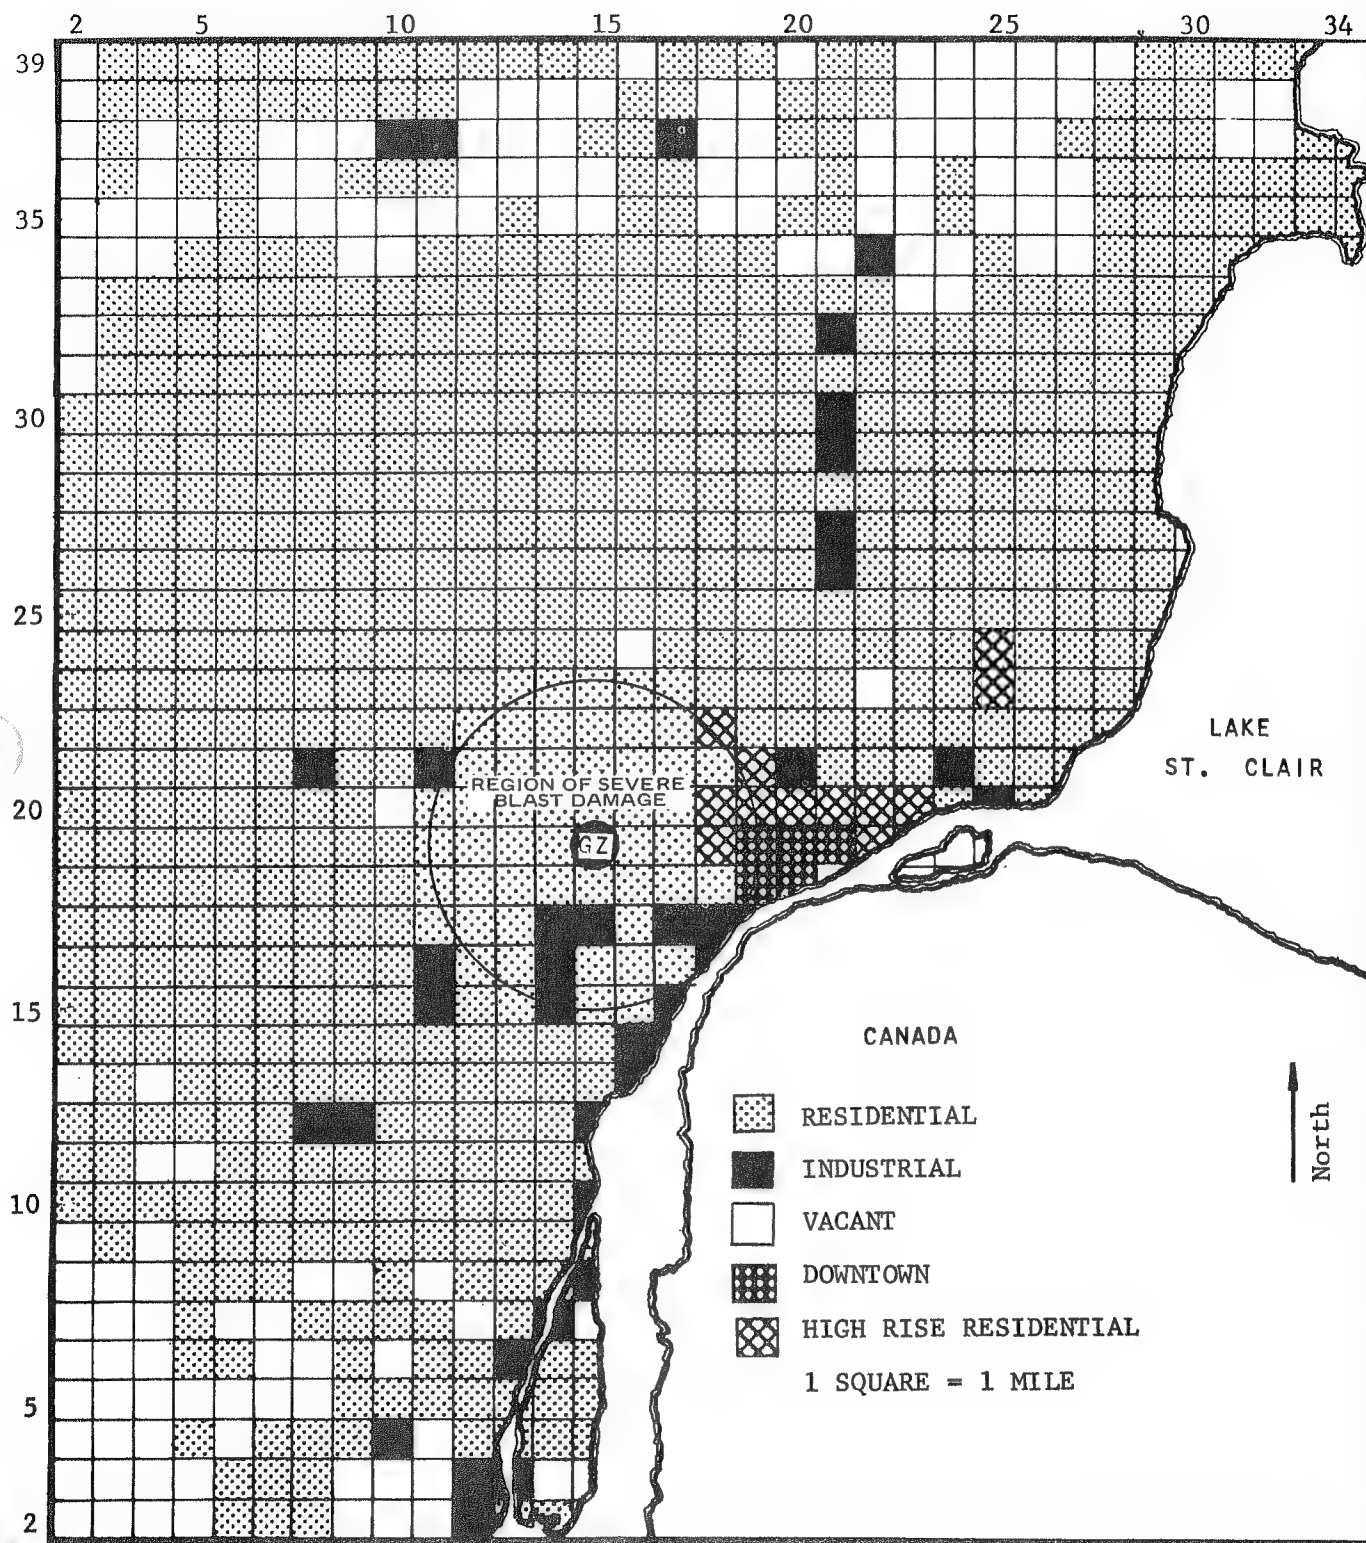 2 5 10 15 20 25 30 34
39
35
30
25
20
15
10
5
2
REGION OF SEVERE
BLAST DAMAGE
GZ
LAKE
ST. CLAIR
CANADA
RESIDENTIAL
INDUSTRIAL
VACANT
DOWNTOWN
HIGH RISE RESIDENTIAL
1 SQUARE = 1 MILE
North